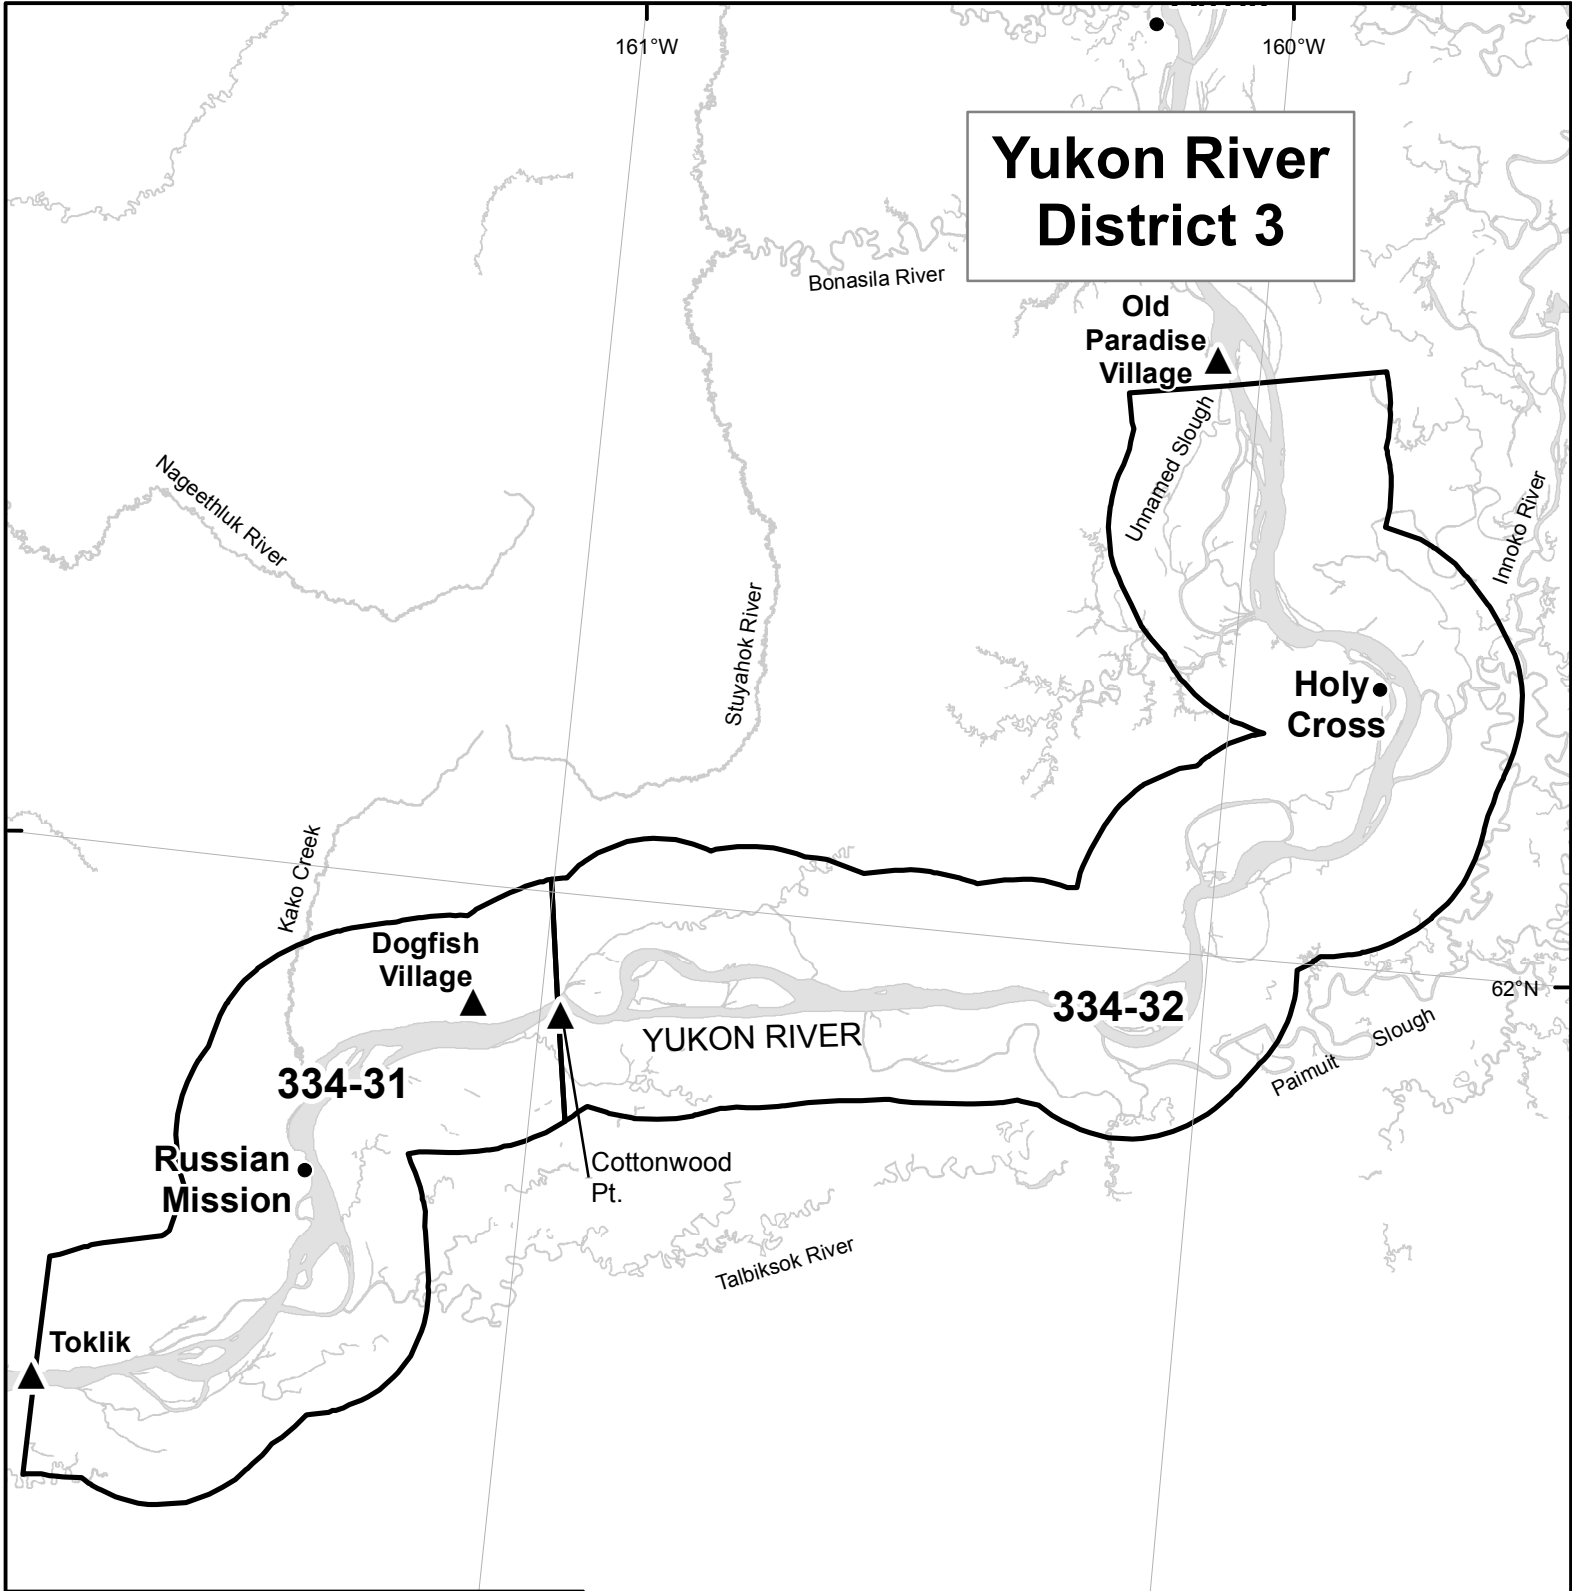 161°W
160°W
Yukon River
District 3
Bonasila River
Old
Paradise
Village
Unnamed Slough
Nageethluk River
Innoko River
Stuyahok River
Holy
Cross
Kako Creek
Dogfish
Village
62°N
334-32
YUKON RIVER
Paimuit Slough
334-31
Russian
Mission
Cottonwood
Pt.
Talbiksok River
Toklik